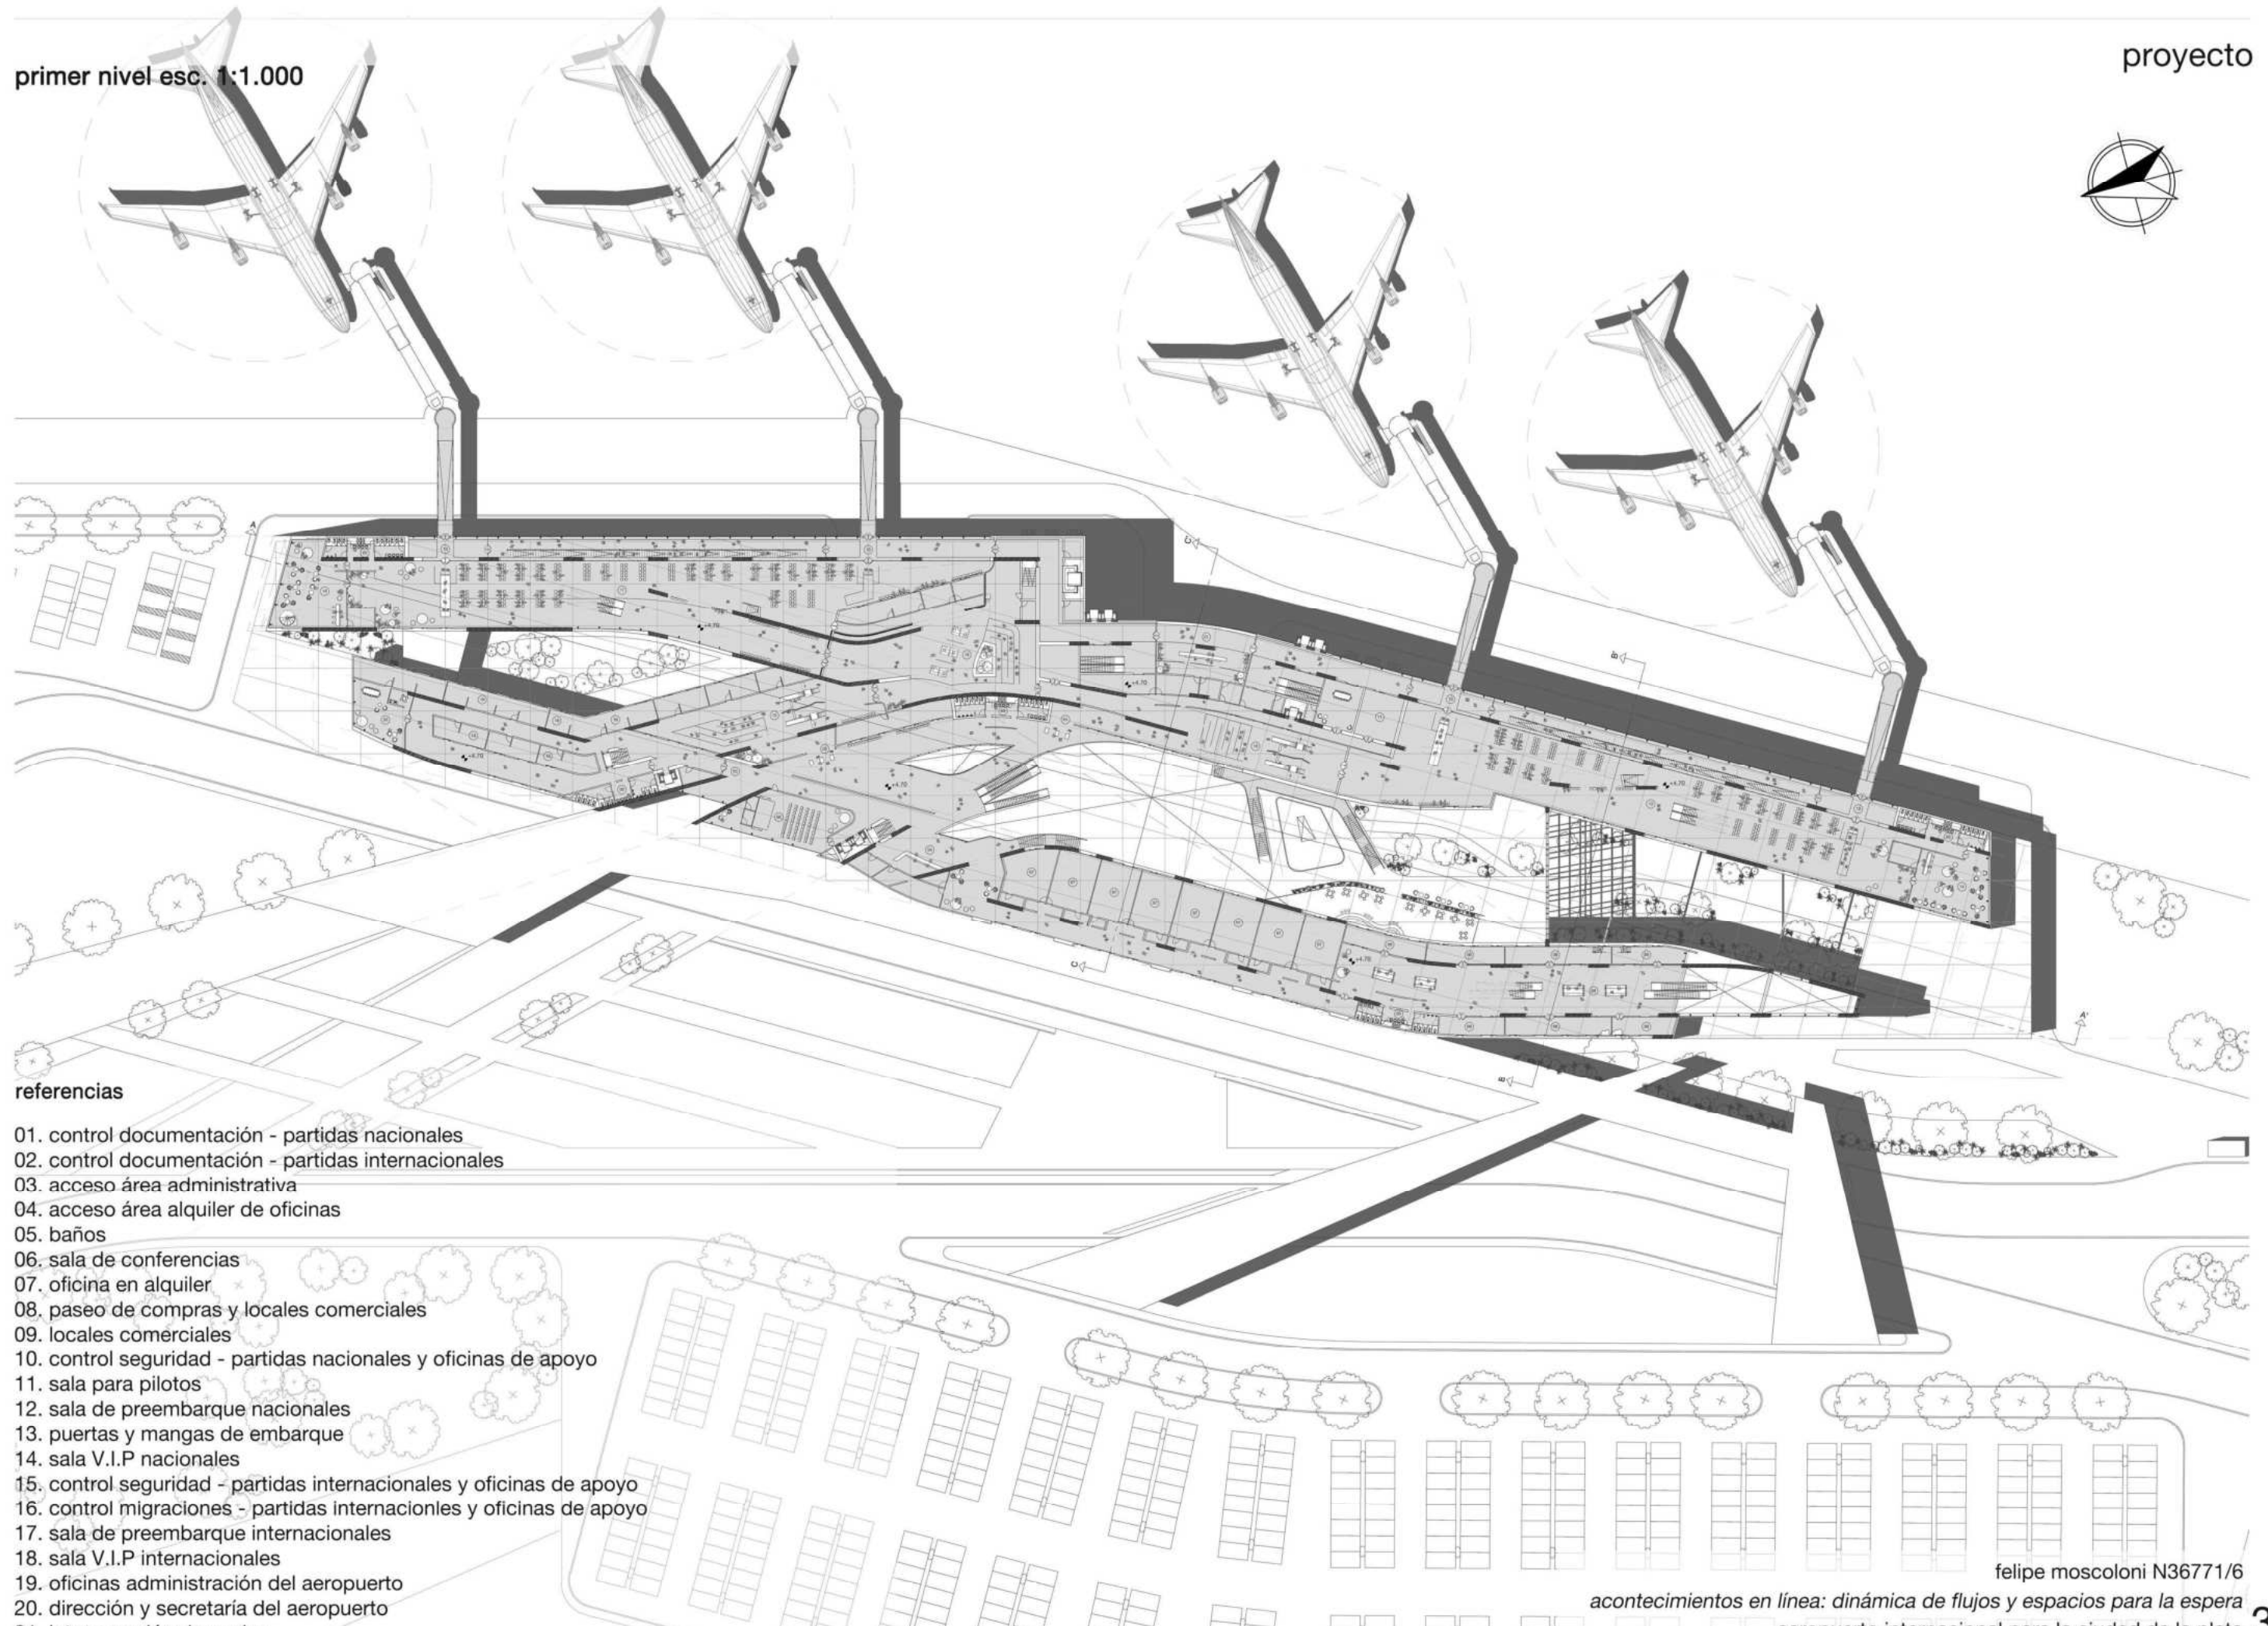 primer nivel esc. 1:1.000
proyecto
referencias
01. control documentación - partidas nacionales
02. control documentación - partidas internacionales
03. acceso área administrativa
04. acceso área alquiler de oficinas
05. baños
06. sala de conferencias
07. oficina en alquiler
08. paseo de compras y locales comerciales
09. locales comerciales
10. control seguridad - partidas nacionales y oficinas de apoyo
11. sala para pilotos
12. sala de preembarque nacionales
13. puertas y mangas de embarque
14. sala V.I.P nacionales
15. control seguridad - partidas internacionales y oficinas de apoyo
16. control migraciones - partidas internacionles y oficinas de apoyo
17. sala de preembarque internacionales
18. sala V.I.P internacionales
19. oficinas administración del aeropuerto
20. dirección y secretaría del aeropuerto
felipe moscoloni N36771/6
acontecimientos en línea: dinámica de flujos y espacios para la espera